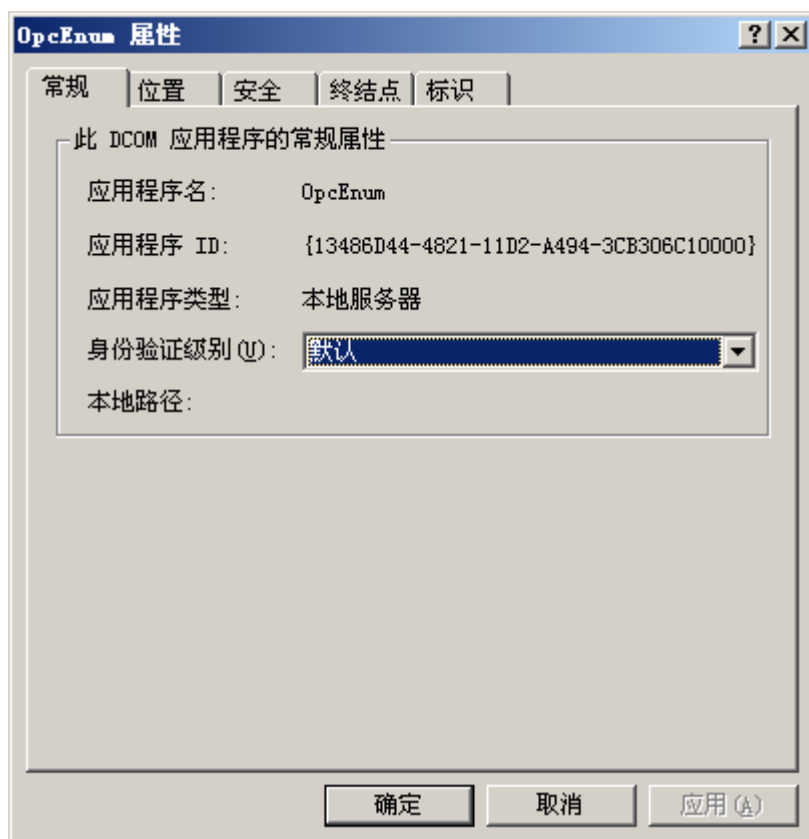 OpcEnum 属性
常规 位置 安全 终结点 标识
此 DCOM 应用程序的常规属性
应用程序名: OpcEnum
应用程序 ID: {13486D44-4821-11D2-A494-3CB306C10000}
应用程序类型: 本地服务器
身份验证级别(U): 默认
本地路径:
确定 取消 应用(A)